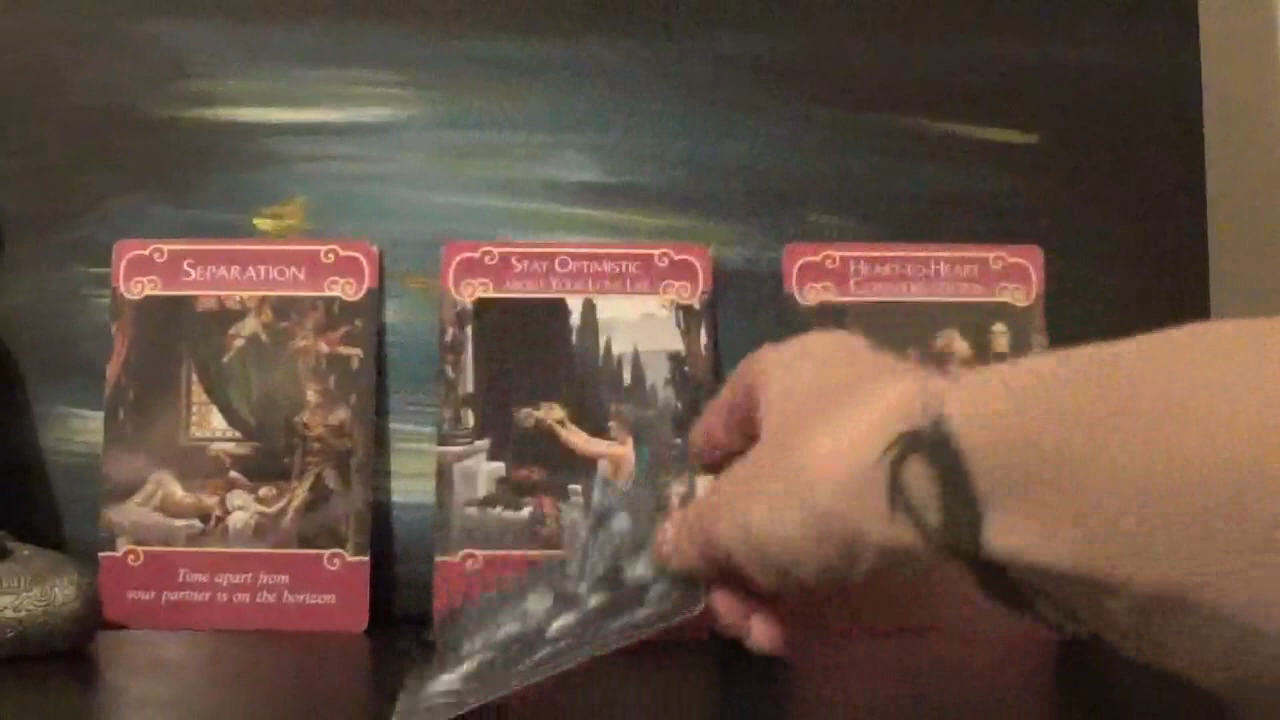 SEPARATION
Time apart from
your partner is on the horizon
STAY OPTIMISTIC
ABOUT YOUR LOVE LIFE
HEART-TO-HEART